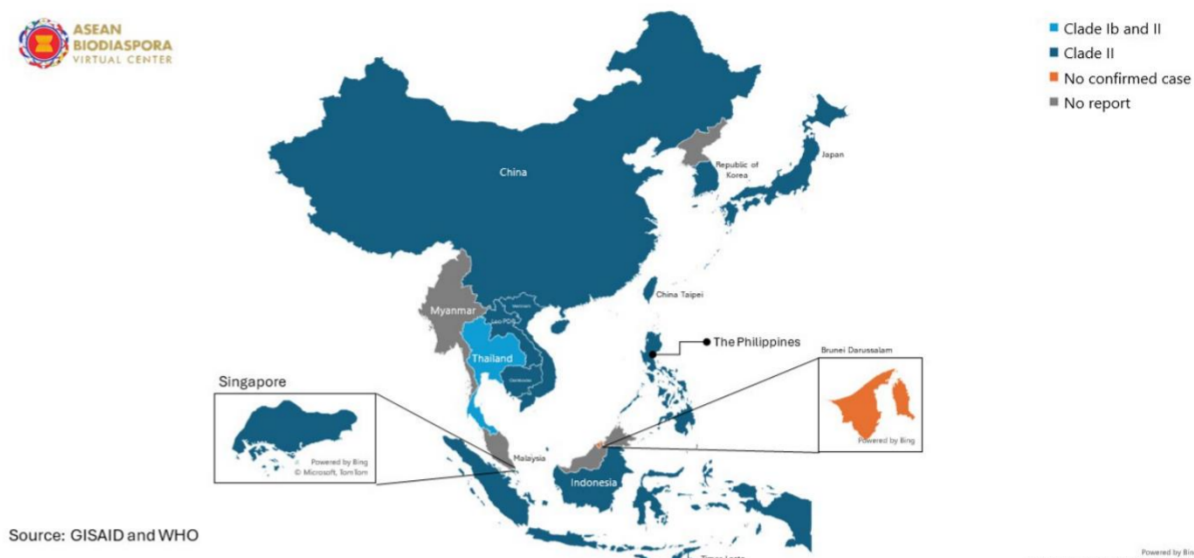 ASEAN
BIODIASPORA
VIRTUAL CENTER
Clade Ib and II
Clade II
No confirmed case
No report
China
Republic of
Korea
Japan
China Taipei
Myanmar
Lao PDR
Thailand
The Philippines
Brunei Darussalam
Powered by Bing
Singapore
Powered by Bing
© Microsoft, TomTom
Malaysia
Indonesia
Source: GISAID and WHO
Powered by Bing